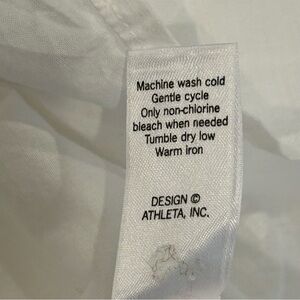 Machine wash cold
Gentle cycle
Only non-chlorine
bleach when needed
Tumble dry low
Warm iron
DESIGN ©
ATHLETA, INC.